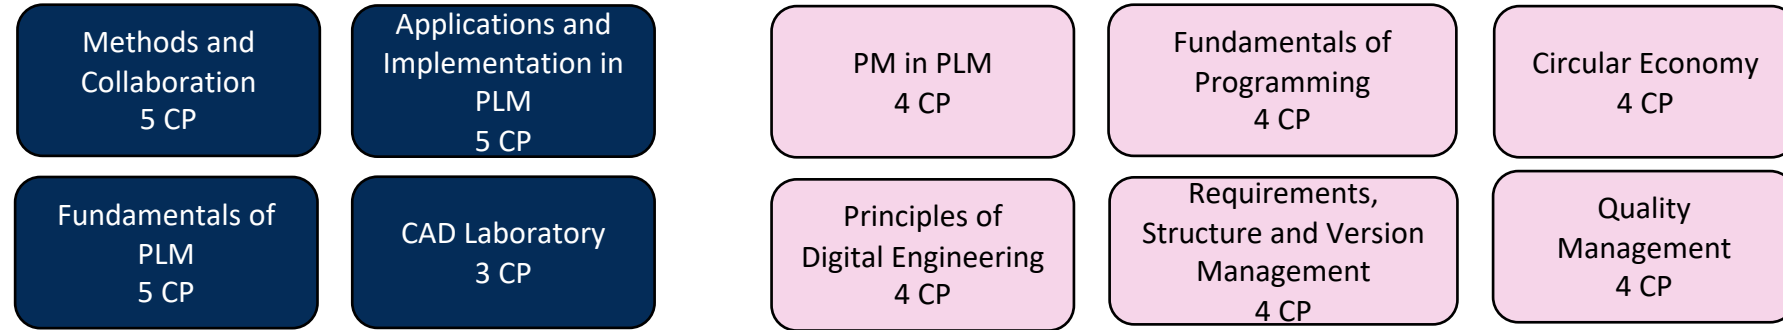 Methods and
Collaboration
5 CP
Applications and
Implementation in
PLM
5 CP
PM in PLM
4 CP
Fundamentals of
Programming
4 CP
Circular Economy
4 CP
Fundamentals of
PLM
5 CP
CAD Laboratory
3 CP
Principles of
Digital Engineering
4 CP
Requirements,
Structure and Version
Management
4 CP
Quality
Management
4 CP